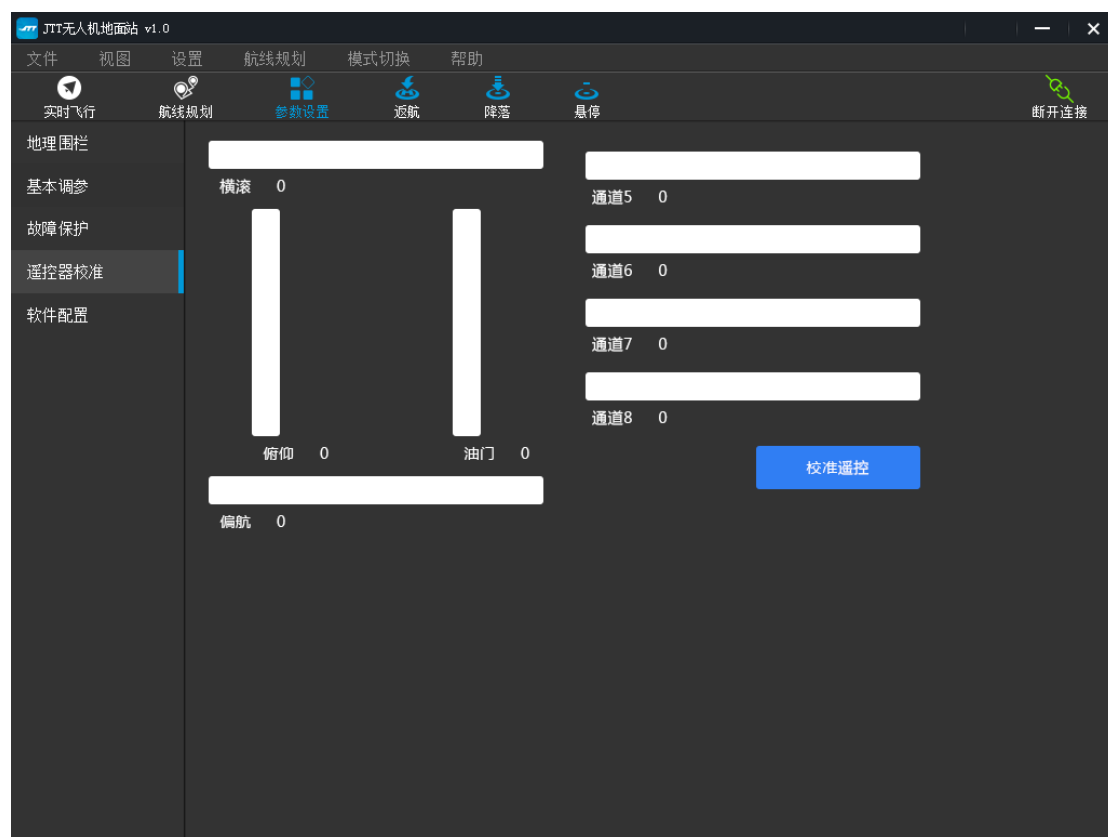 JTT无人机地面站 v1.0
文件 视图 设置 航线规划 模式切换 帮助
实时飞行 航线规划 参数设置 返航 降落 悬停 断开连接
地理围栏
基本调参
故障保护
遥控器校准
软件配置
横滚 0
俯仰 0 油门 0
偏航 0
通道5 0
通道6 0
通道7 0
通道8 0
校准遥控